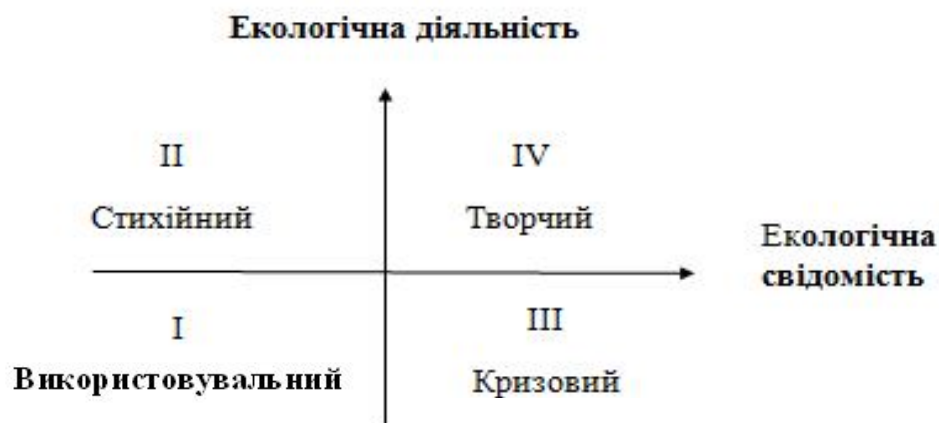 Екологічна діяльність
II
IV
Стихійний
Творчий
Екологічна
свідомість
I
III
Використовувальний
Кризовий